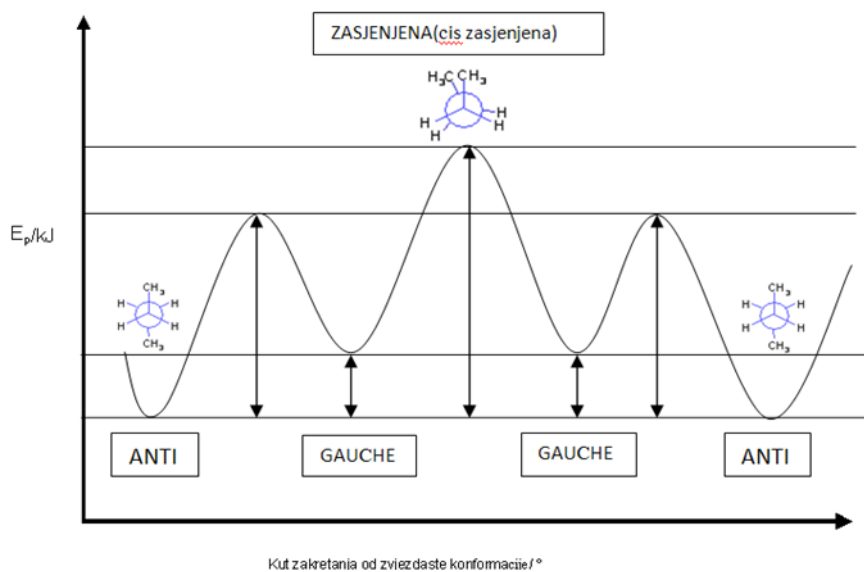 ZASJENJENA(cis zasjenjena)
H₃C CH₃
H H
H H
Eₚ/kJ
CH₃
H H
H H
CH₃
CH₃
H H
H H
CH₃
ANTI
GAUCHE
GAUCHE
ANTI
Kut zakretanja od zvjezdaste konformacije/°